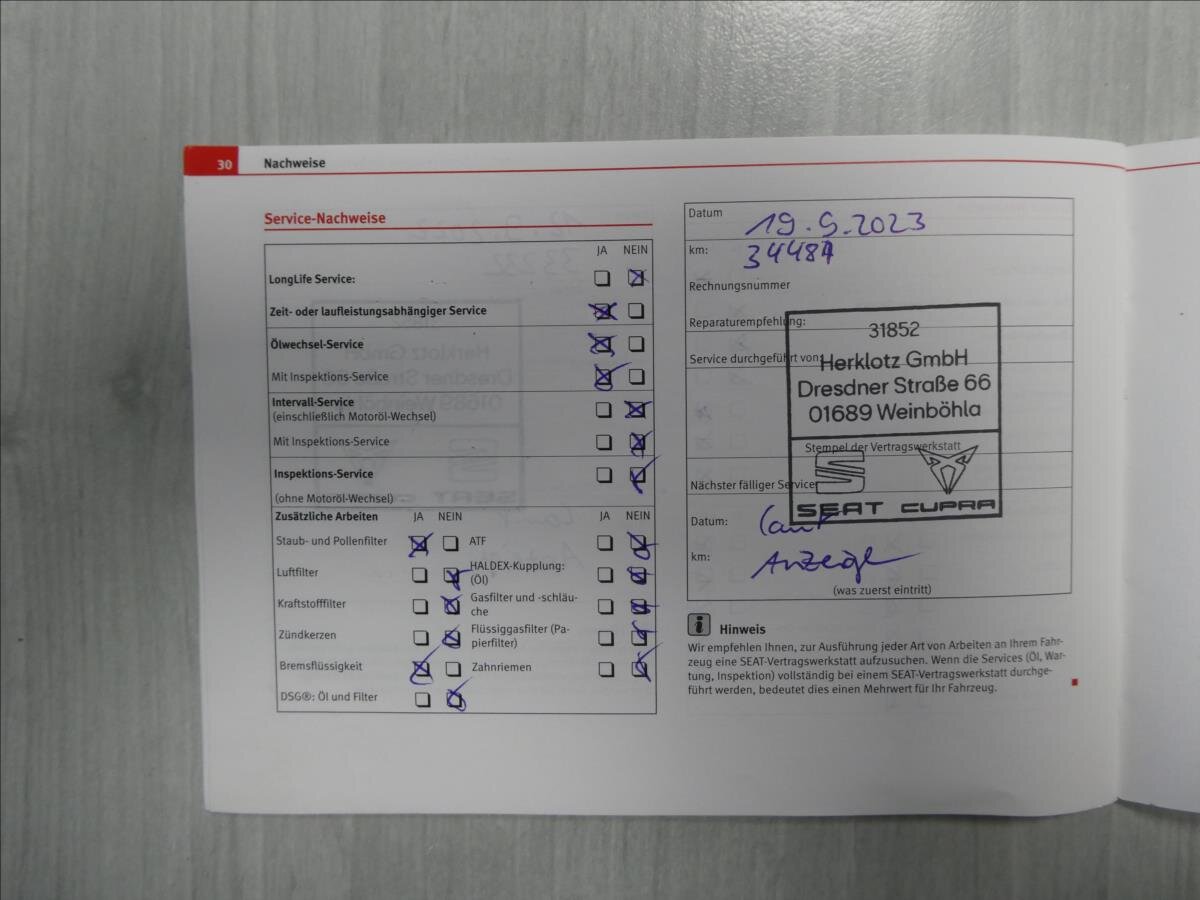 30 Nachweise
Service-Nachweise
JA NEIN
LongLife Service:
Zeit- oder laufleistungsabhängiger Service
Ölwechsel-Service
Mit Inspektions-Service
Intervall-Service
(einschließlich Motoröl-Wechsel)
Mit Inspektions-Service
Inspektions-Service
(ohne Motoröl-Wechsel)
Zusätzliche Arbeiten JA NEIN JA NEIN
Staub- und Pollenfilter ATF
Luftfilter HALDEX-Kupplung:
(Öl)
Kraftstofffilter Gasfilter und -schläu-
che
Zündkerzen Flüssiggasfilter (Pa-
pierfilter)
Bremsflüssigkeit Zahnriemen
DSG®: Öl und Filter
Datum 19.9.2023
km: 34481
Rechnungsnummer
Reparaturempfehlung:
Service durchgeführt von:
31852
Herklotz GmbH
Dresdner Straße 66
01689 Weinböhla
Stempel der Vertragswerkstatt
SEAT CUPRA
Nächster fälliger Service
Datum: Laut
km: Anzeige
(was zuerst eintritt)
i Hinweis
Wir empfehlen Ihnen, zur Ausführung jeder Art von Arbeiten an Ihrem Fahr-
zeug eine SEAT-Vertragswerkstatt aufzusuchen. Wenn die Services (Öl, War-
tung, Inspektion) vollständig bei einem SEAT-Vertragswerkstatt durchge-
führt werden, bedeutet dies einen Mehrwert für Ihr Fahrzeug.